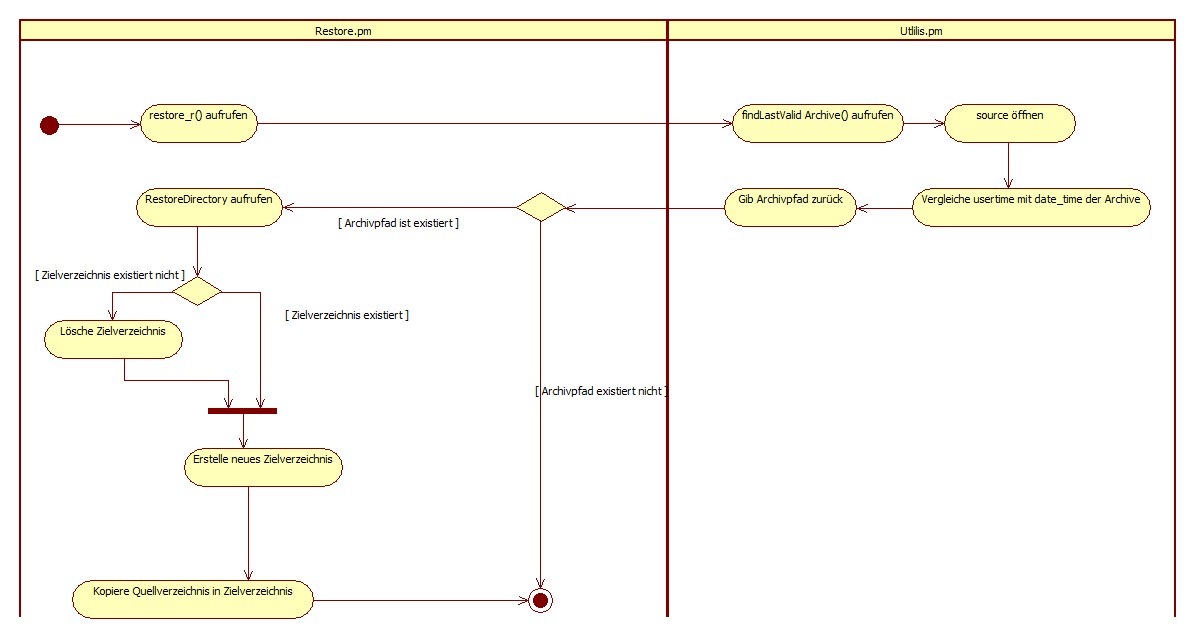 Restore.pm
Utlilis.pm
restore_r() aufrufen
findLastValid Archive() aufrufen
source öffnen
RestoreDirectory aufrufen
Gib Archivpfad zurück
Vergleiche usertime mit date_time der Archive
[ Archivpfad ist existiert ]
[ Zielverzeichnis existiert nicht ]
[ Zielverzeichnis existiert ]
Lösche Zielverzeichnis
[ Archivpfad existiert nicht ]
Erstelle neues Zielverzeichnis
Kopiere Quellverzeichnis in Zielverzeichnis